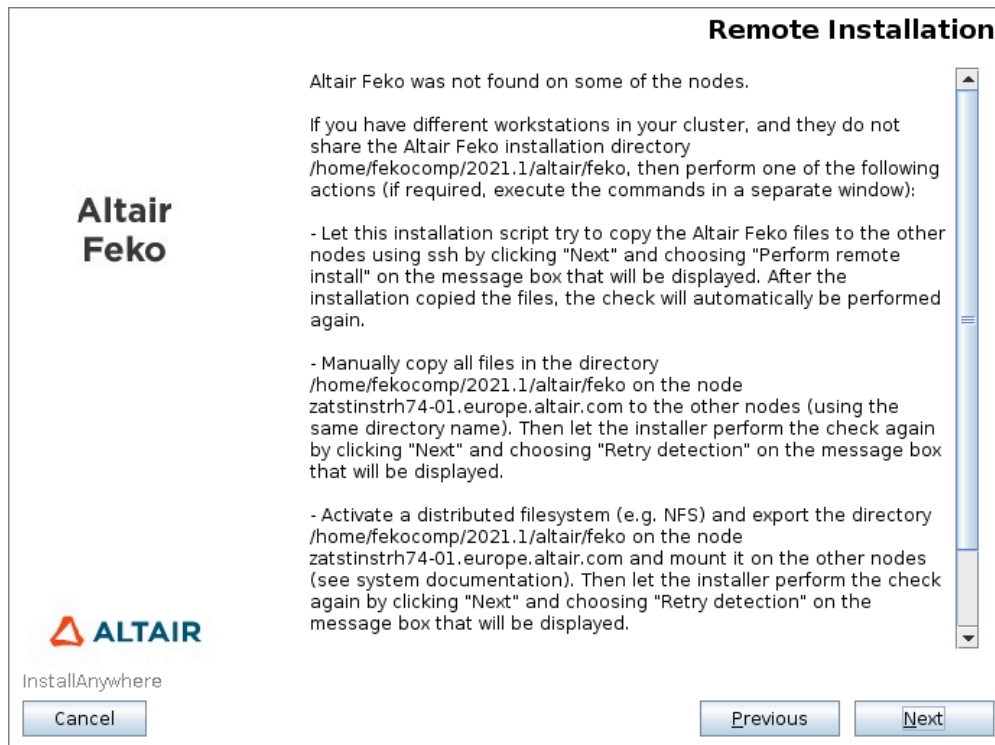 Remote Installation
Altair Feko was not found on some of the nodes.
If you have different workstations in your cluster, and they do not
share the Altair Feko installation directory
/home/fekocomp/2021.1/altair/feko, then perform one of the following
actions (if required, execute the commands in a separate window):
- Let this installation script try to copy the Altair Feko files to the other
nodes using ssh by clicking "Next" and choosing "Perform remote
install" on the message box that will be displayed. After the
installation copied the files, the check will automatically be performed
again.
- Manually copy all files in the directory
/home/fekocomp/2021.1/altair/feko on the node
zatstinstrh74-01.europe.altair.com to the other nodes (using the
same directory name). Then let the installer perform the check again
by clicking "Next" and choosing "Retry detection" on the message box
that will be displayed.
- Activate a distributed filesystem (e.g. NFS) and export the directory
/home/fekocomp/2021.1/altair/feko on the node
zatstinstrh74-01.europe.altair.com and mount it on the other nodes
(see system documentation). Then let the installer perform the check
again by clicking "Next" and choosing "Retry detection" on the
message box that will be displayed.
Altair
Feko
ALTAIR
InstallAnywhere
Cancel
Previous
Next